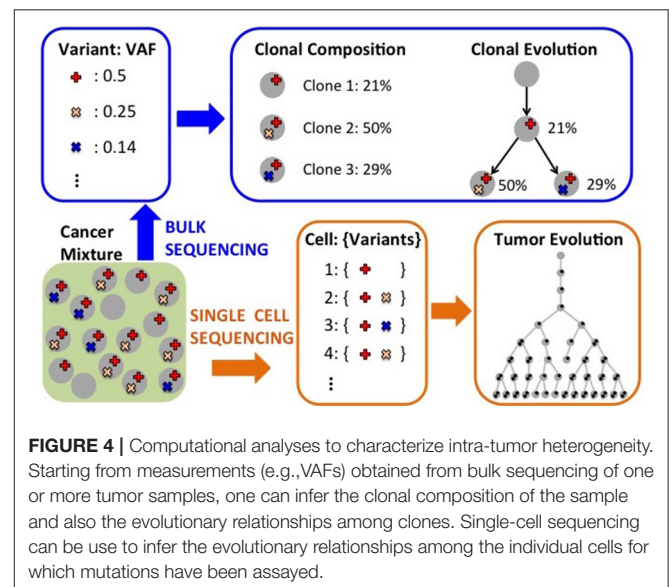 Variant: VAF
: 0.5
: 0.25
: 0.14
⋮
Clonal Composition
Clone 1: 21%
Clone 2: 50%
Clone 3: 29%
Clonal Evolution
21%
50%
29%
Cancer
Mixture
BULK
SEQUENCING
SINGLE CELL
SEQUENCING
Cell: {Variants}
1: { }
2: { }
3: { }
4: { }
⋮
Tumor Evolution
FIGURE 4 | Computational analyses to characterize intra-tumor heterogeneity.
Starting from measurements (e.g.,VAFs) obtained from bulk sequencing of one
or more tumor samples, one can infer the clonal composition of the sample
and also the evolutionary relationships among clones. Single-cell sequencing
can be use to infer the evolutionary relationships among the individual cells for
which mutations have been assayed.